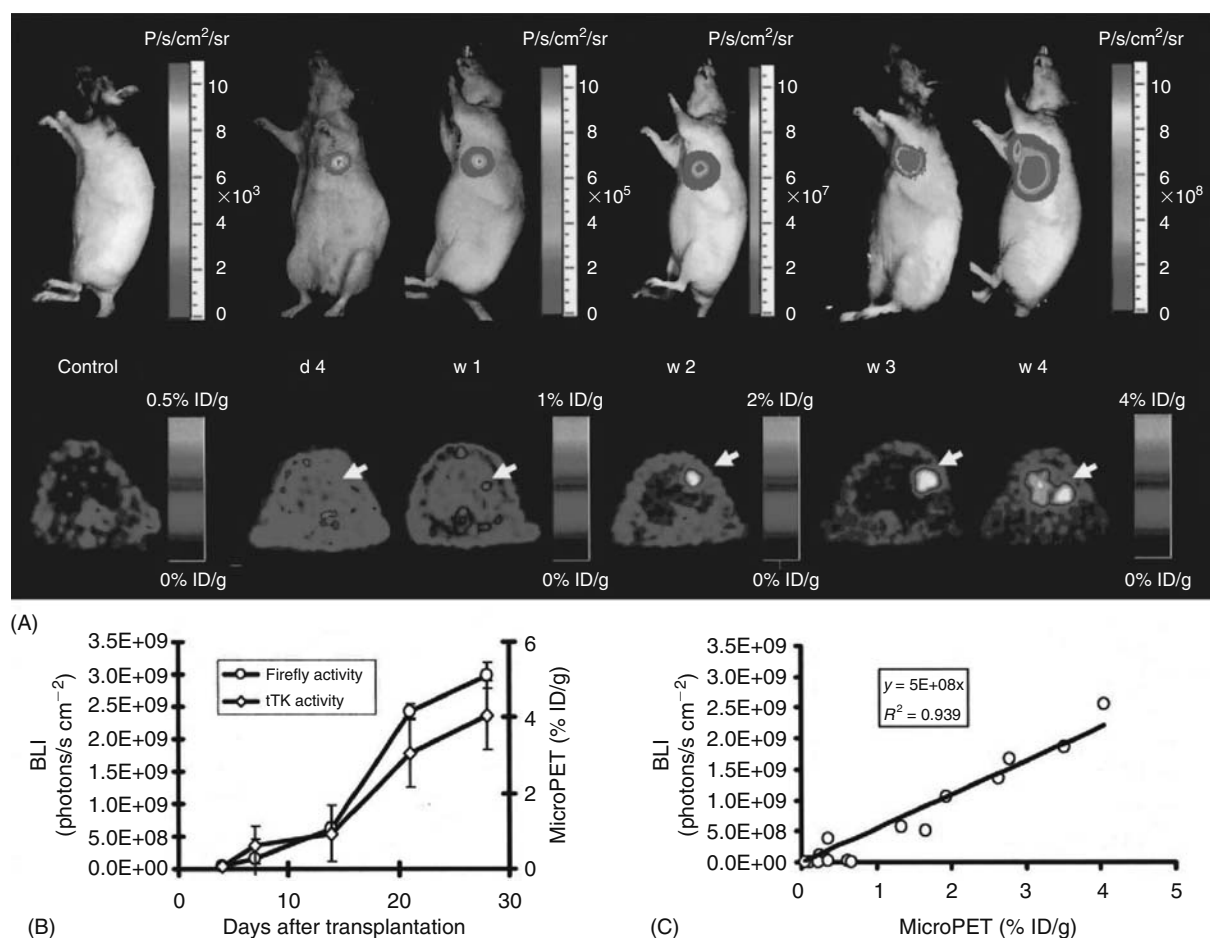 P/s/cm²/sr P/s/cm²/sr P/s/cm²/sr P/s/cm²/sr
10 10 10 10
8 8 8 8
6 6 6 6
×10³ ×10⁵ ×10⁷ ×10⁸
4 4 4 4
2 2 2 2
0 0 0 0
Control d 4 w 1 w 2 w 3 w 4
0.5% ID/g 1% ID/g 2% ID/g 4% ID/g
0% ID/g 0% ID/g 0% ID/g 0% ID/g
(A)
BLI
(photons/s cm⁻²)
3.5E+09
3.0E+09
2.5E+09
2.0E+09
1.5E+09
1.0E+09
5.0E+08
0.0E+00
Firefly activity
tTK activity
6
4
2
0
MicroPET (% ID/g)
0 10 20 30
Days after transplantation
(B)
BLI
(photons/s cm⁻²)
3.5E+09
3.0E+09
2.5E+09
2.0E+09
1.5E+09
1.0E+09
5.0E+08
0.0E+00
y = 5E+08x
R² = 0.939
0 1 2 3 4 5
MicroPET (% ID/g)
(C)